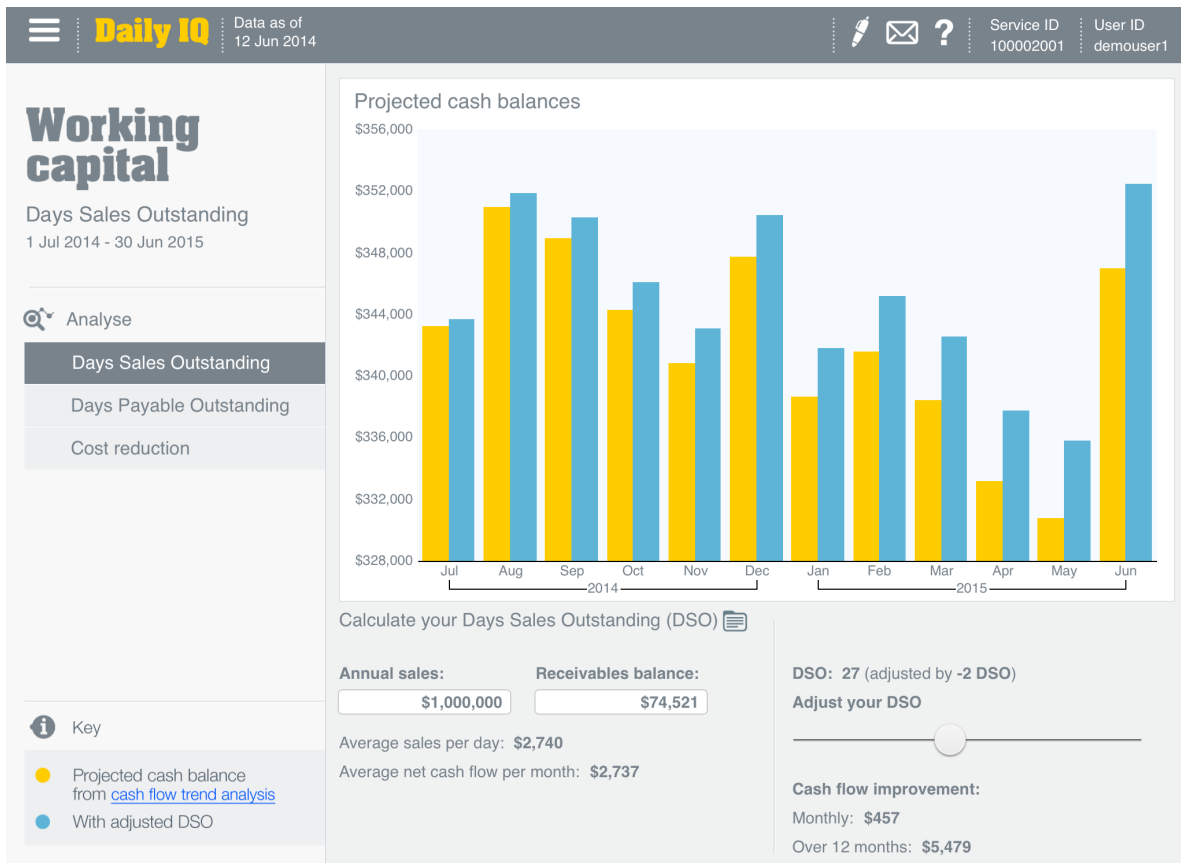 Daily IQ
Data as of
12 Jun 2014
?
Service ID
100002001
User ID
demouser1
Working
capital
Days Sales Outstanding
1 Jul 2014 - 30 Jun 2015
Analyse
Days Sales Outstanding
Days Payable Outstanding
Cost reduction
Key
Projected cash balance
from cash flow trend analysis
With adjusted DSO
Projected cash balances
$356,000
$352,000
$348,000
$344,000
$340,000
$336,000
$332,000
$328,000
Jul Aug Sep Oct Nov Dec Jan Feb Mar Apr May Jun
2014 2015
Calculate your Days Sales Outstanding (DSO)
Annual sales: Receivables balance:
$1,000,000 $74,521
Average sales per day: $2,740
Average net cash flow per month: $2,737
DSO: 27 (adjusted by -2 DSO)
Adjust your DSO
Cash flow improvement:
Monthly: $457
Over 12 months: $5,479